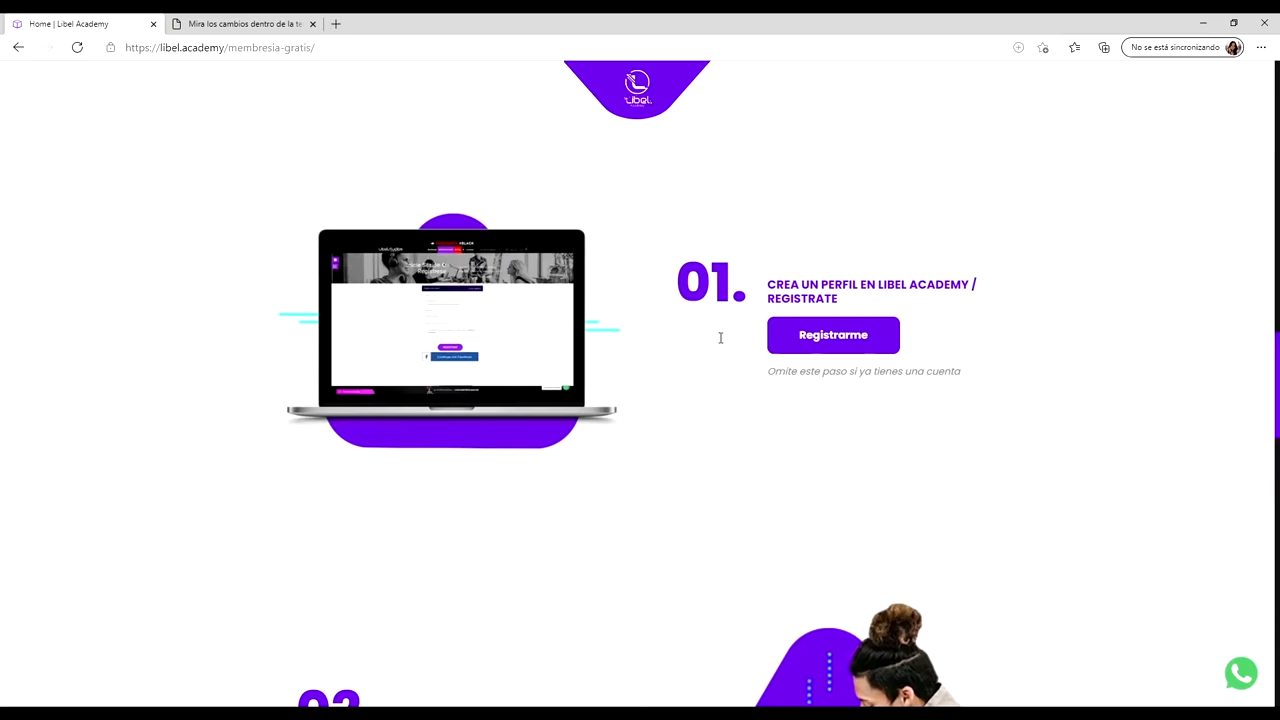 Home | Libel Academy
Mira los cambios dentro de la te
https://libel.academy/membresia-gratis/
No se está sincronizando
Libel
01.
CREA UN PERFIL EN LIBEL ACADEMY /
REGISTRATE
Registrarme
Omite este paso si ya tienes una cuenta
02